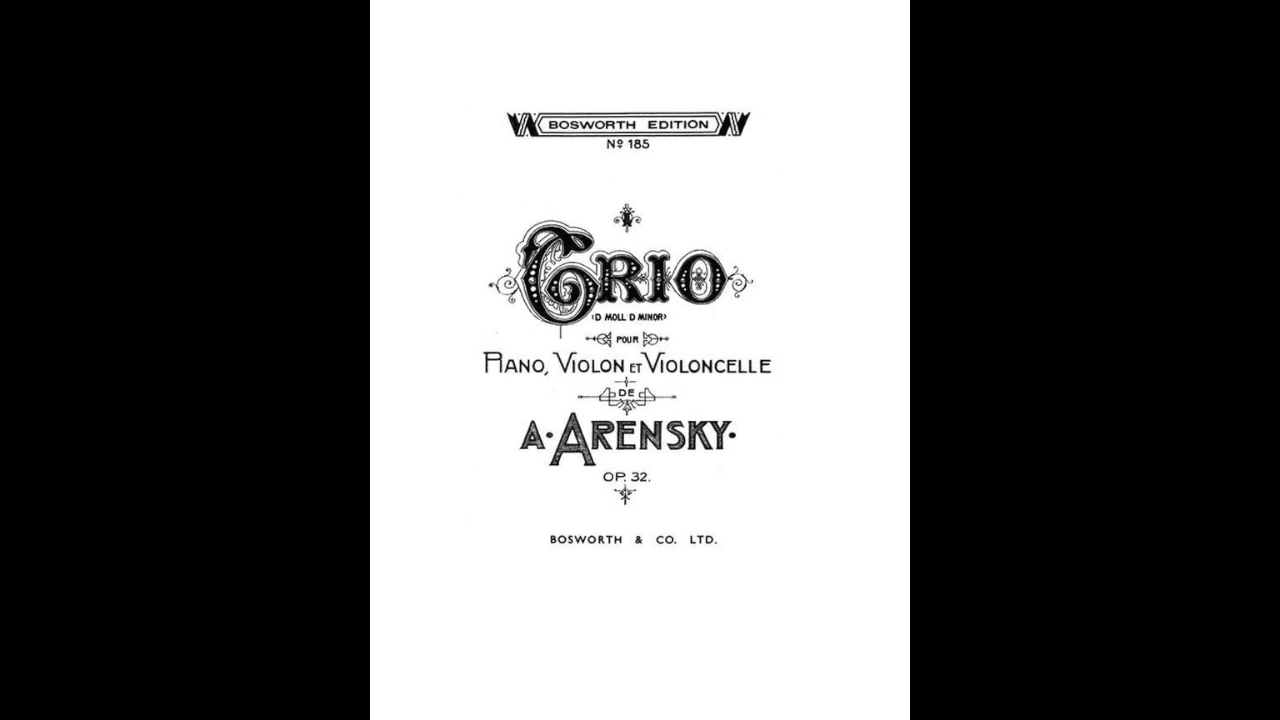 BOSWORTH EDITION
Nº 185
TRIO
(D MOLL D MINOR)
POUR
PIANO, VIOLON ET VIOLONCELLE
DE
A. ARENSKY.
OP. 32.
BOSWORTH & CO. LTD.